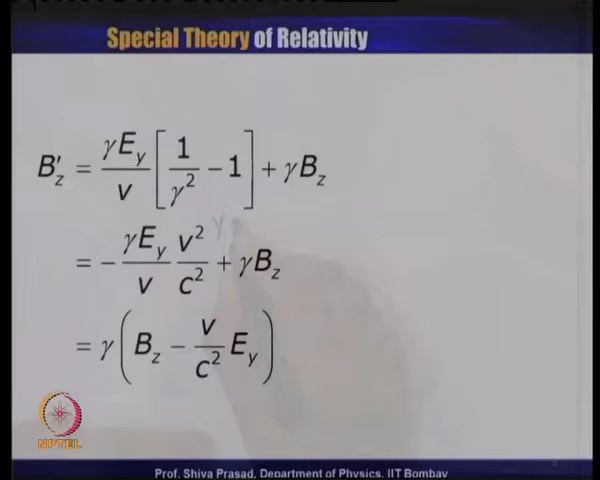 Special Theory of Relativity
B′_z = γE_y/v [1/γ² − 1] + γB_z
= − γE_y/v v²/c² + γB_z
= γ(B_z − v/c² E_y)
NPTEL
Prof. Shiva Prasad, Department of Physics, IIT Bombay